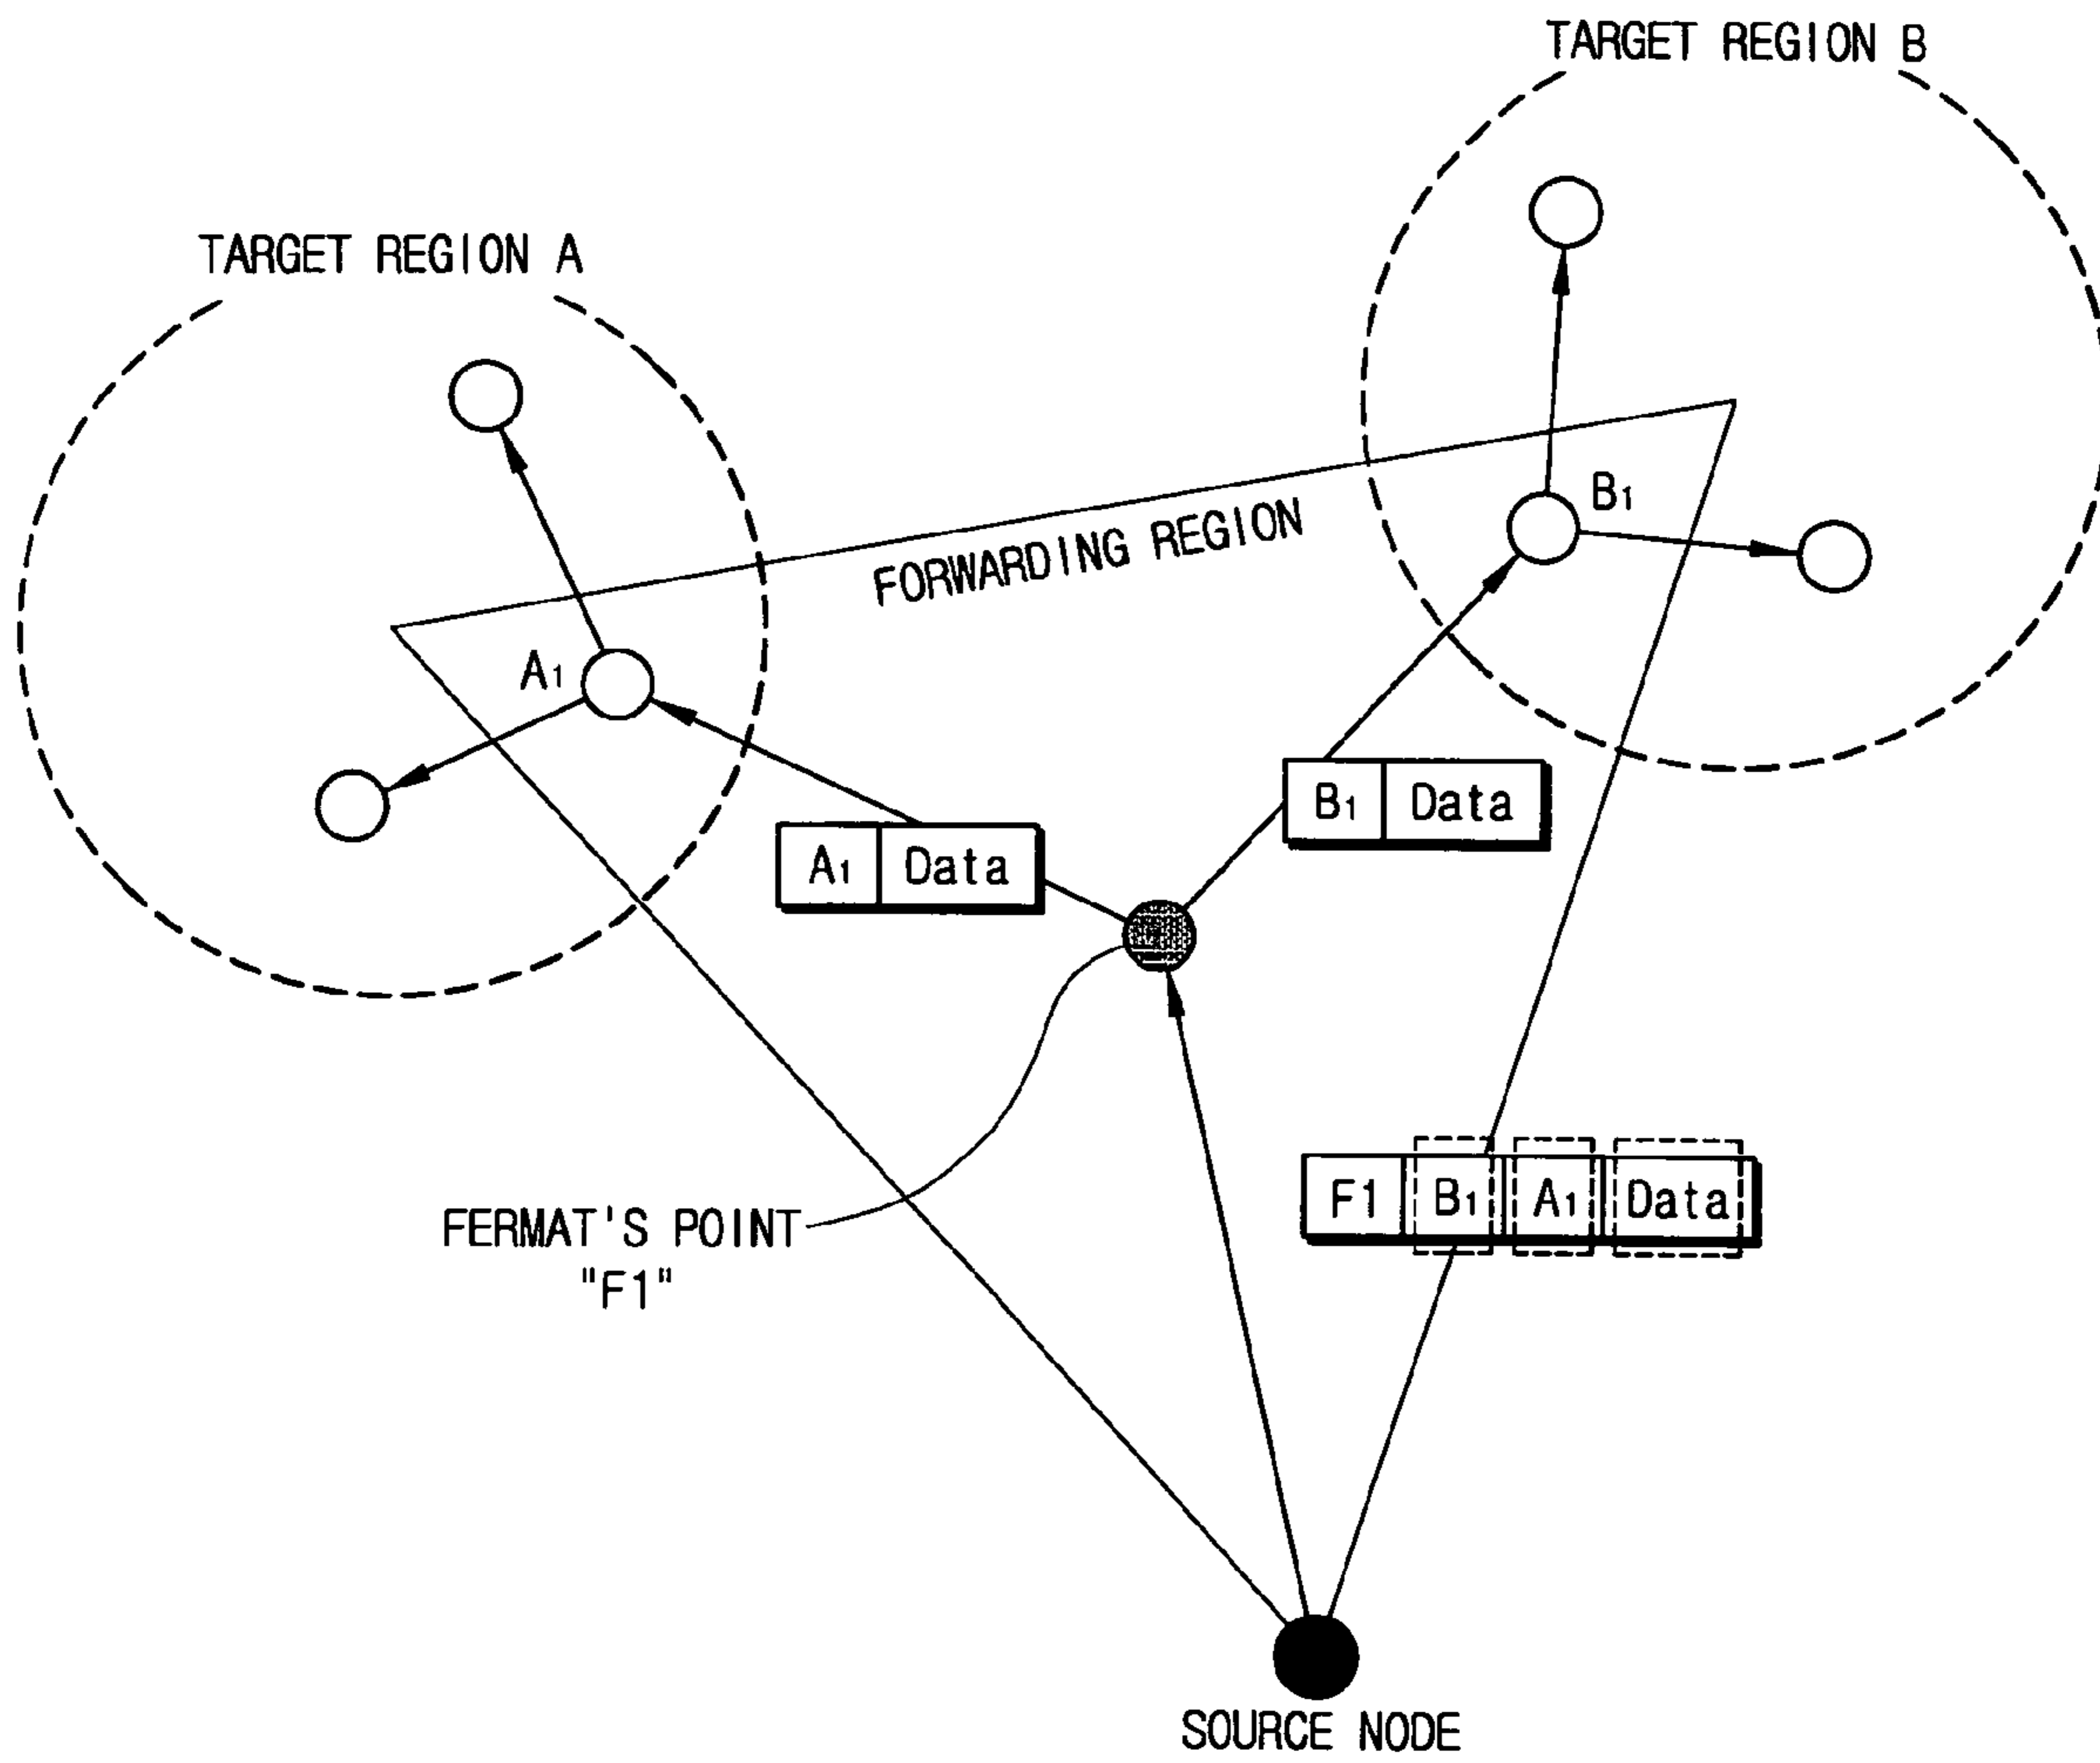 TARGET REGION B
TARGET REGION A
FORWARDING REGION
B1
A1
B1 Data
A1 Data
F1 B1 A1 Data
FERMAT'S POINT
"F1"
SOURCE NODE